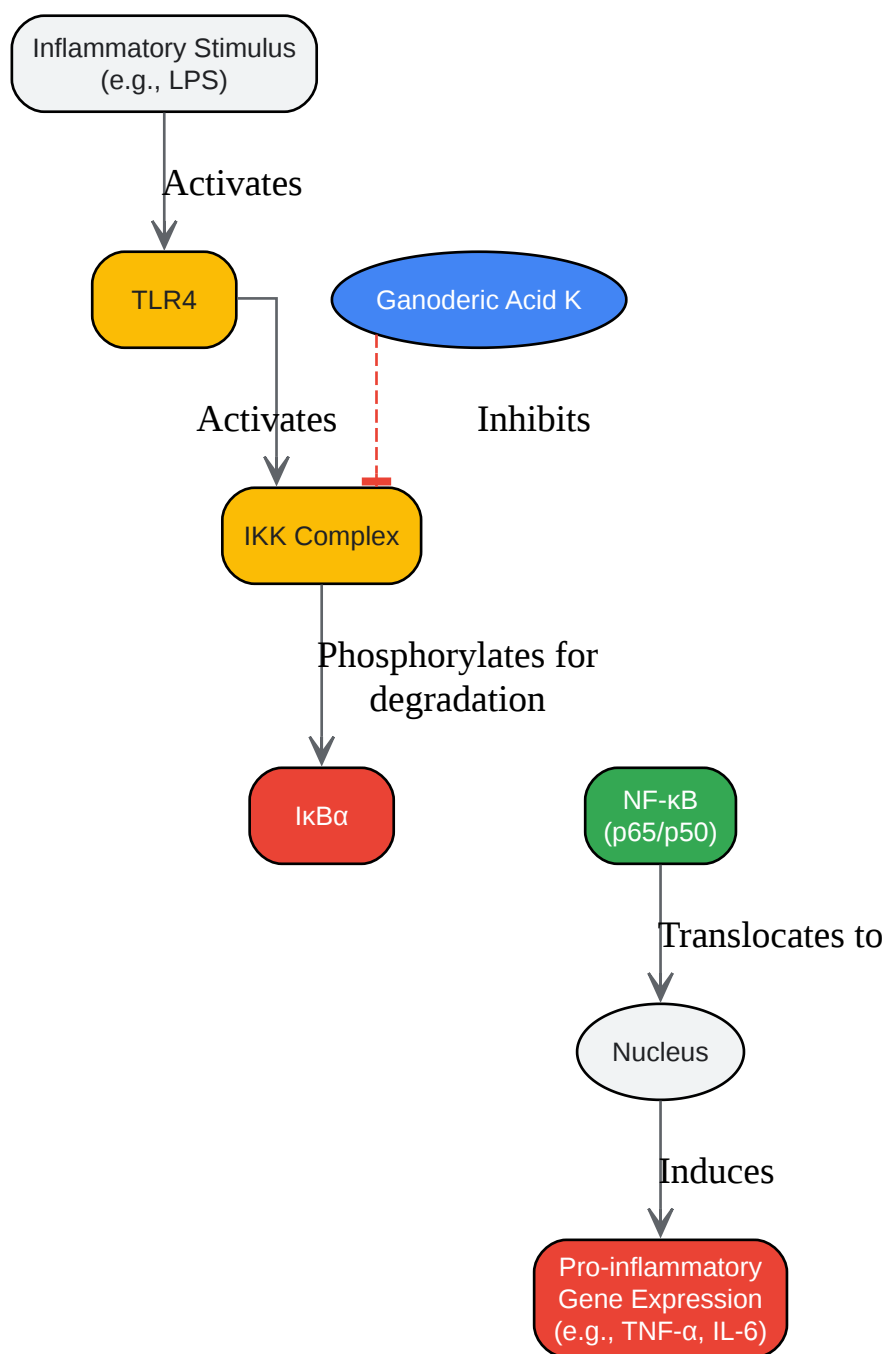 Inflammatory Stimulus
(e.g., LPS)
Activates
TLR4
Ganoderic Acid K
Activates
Inhibits
IKK Complex
Phosphorylates for
degradation
IκBα
NF-κB
(p65/p50)
Translocates to
Nucleus
Induces
Pro-inflammatory
Gene Expression
(e.g., TNF-α, IL-6)